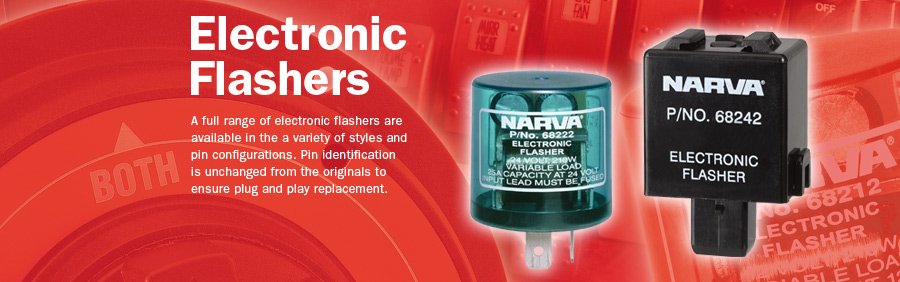 Electronic
Flashers
A full range of electronic flashers are
available in the a variety of styles and
pin configurations. Pin identification
is unchanged from the originals to
ensure plug and play replacement.
BOTH
OFF
NARVA®
P/No. 68222
ELECTRONIC
FLASHER
24 VOLT, 218W
VARIABLE LOAD
25A CAPACITY AT 24 VOLT
INPUT LEAD MUST BE FUSED
NARVA®
P/NO. 68242
ELECTRONIC
FLASHER
VA®
NO. 68212
ELECTRONIC
FLASHER